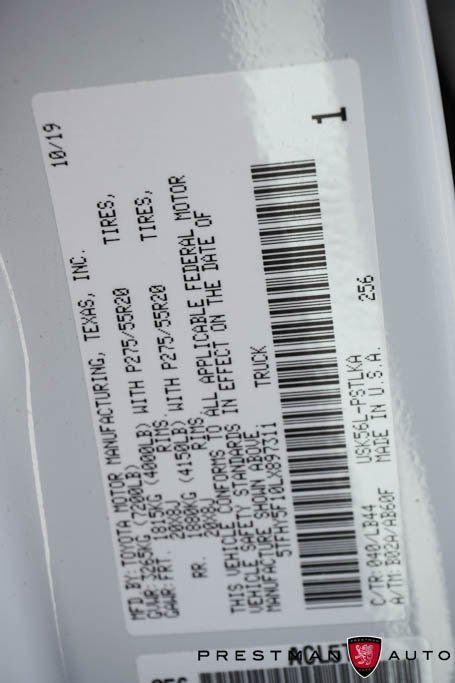 10/19
MFD. BY: TOYOTA MOTOR MANUFACTURING, TEXAS, INC.
GVWR: 3265KG (7200LB)
GAWR: FRT. 1815KG (4000LB) WITH P275/55R20 TIRES,
20X8J RIMS,
RR. 1880KG (4150LB) WITH P275/55R20 TIRES,
20X8J RIMS
THIS VEHICLE CONFORMS TO ALL APPLICABLE FEDERAL MOTOR
VEHICLE SAFETY STANDARDS IN EFFECT ON THE DATE OF
MANUFACTURE SHOWN ABOVE.
5TFHY5F10LX897311 TRUCK
1
C/TR: 040/LB44 USK56L-PSTLKA 256
A/TM: B02A/AB60F MADE IN U.S.A.
PRESTMAN AUTO
PRESTMAN